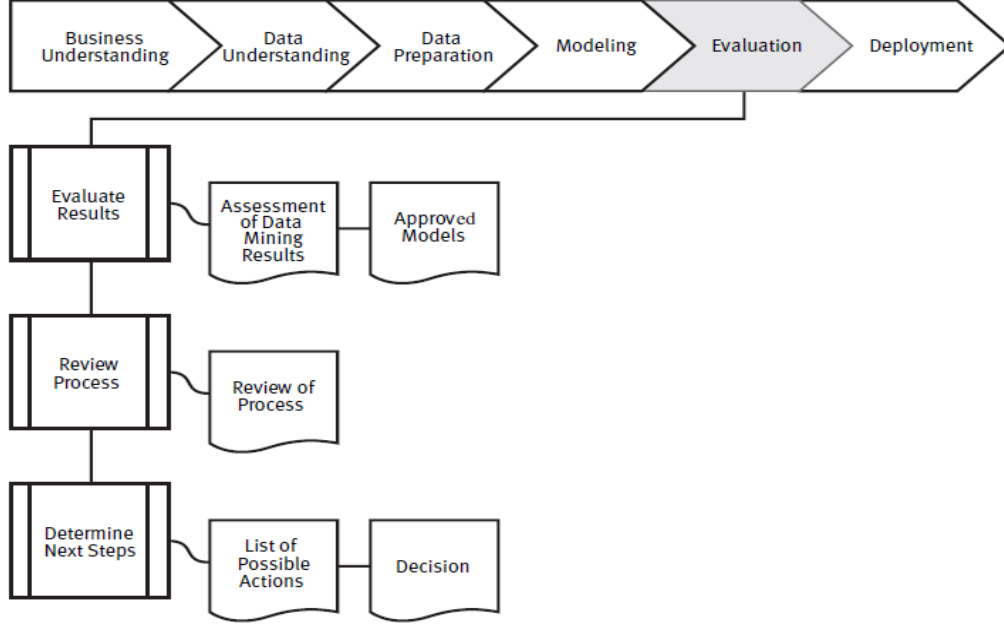 Business
Understanding
Data
Understanding
Data
Preparation
Modeling
Evaluation
Deployment
Evaluate
Results
Assessment
of Data
Mining
Results
Approved
Models
Review
Process
Review of
Process
Determine
Next Steps
List of
Possible
Actions
Decision